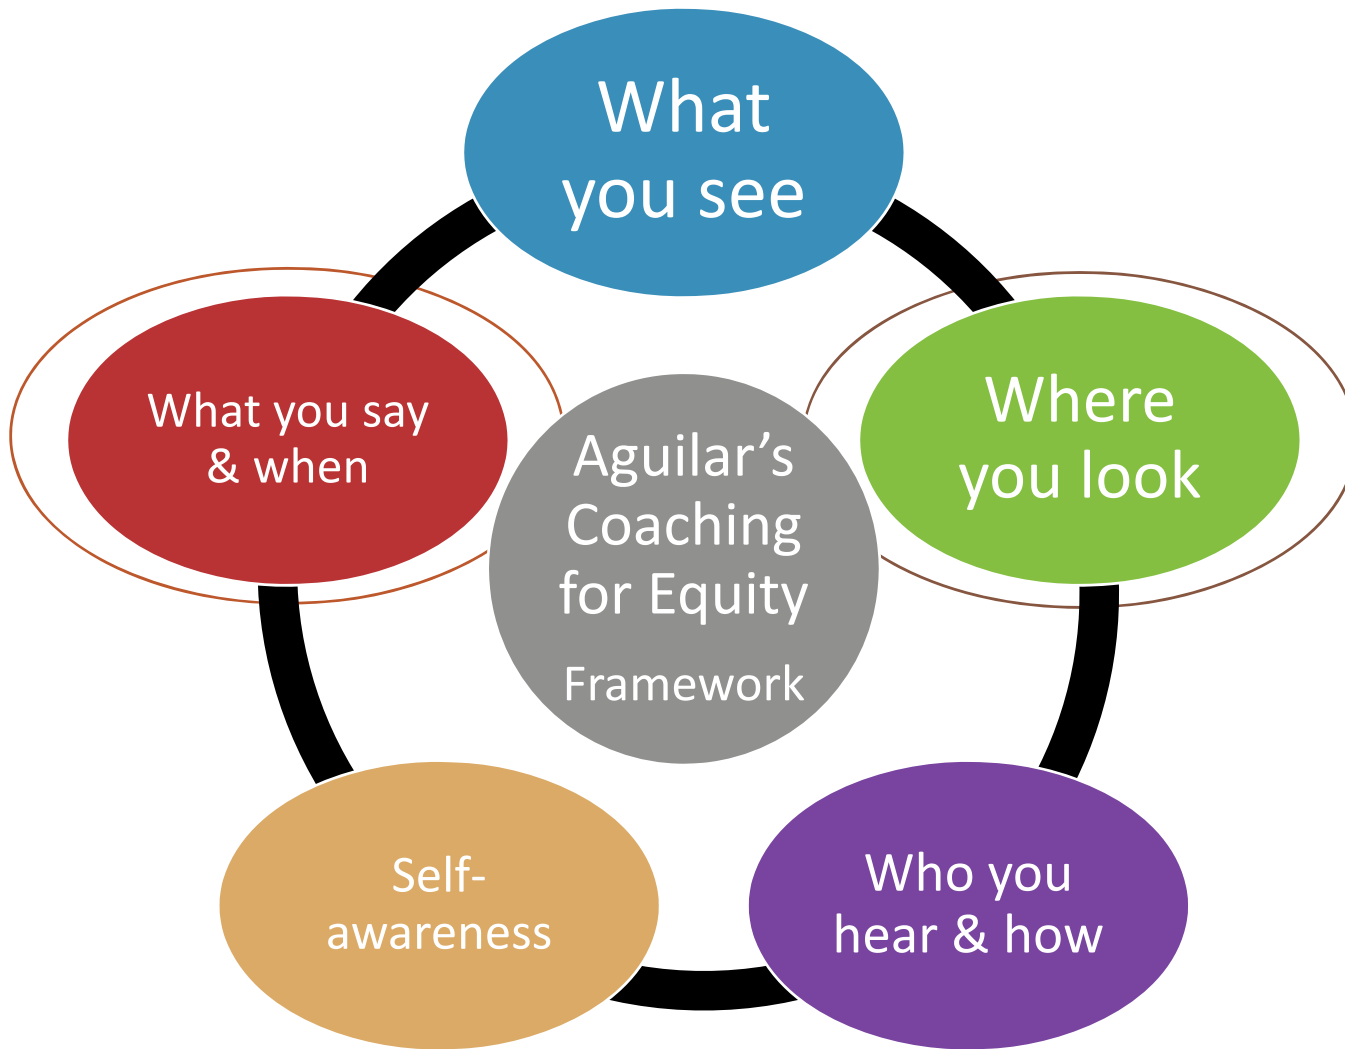 What
you see
Where
you look
Who you
hear & how
Self-
awareness
What you say
& when
Aguilar’s
Coaching
for Equity
Framework